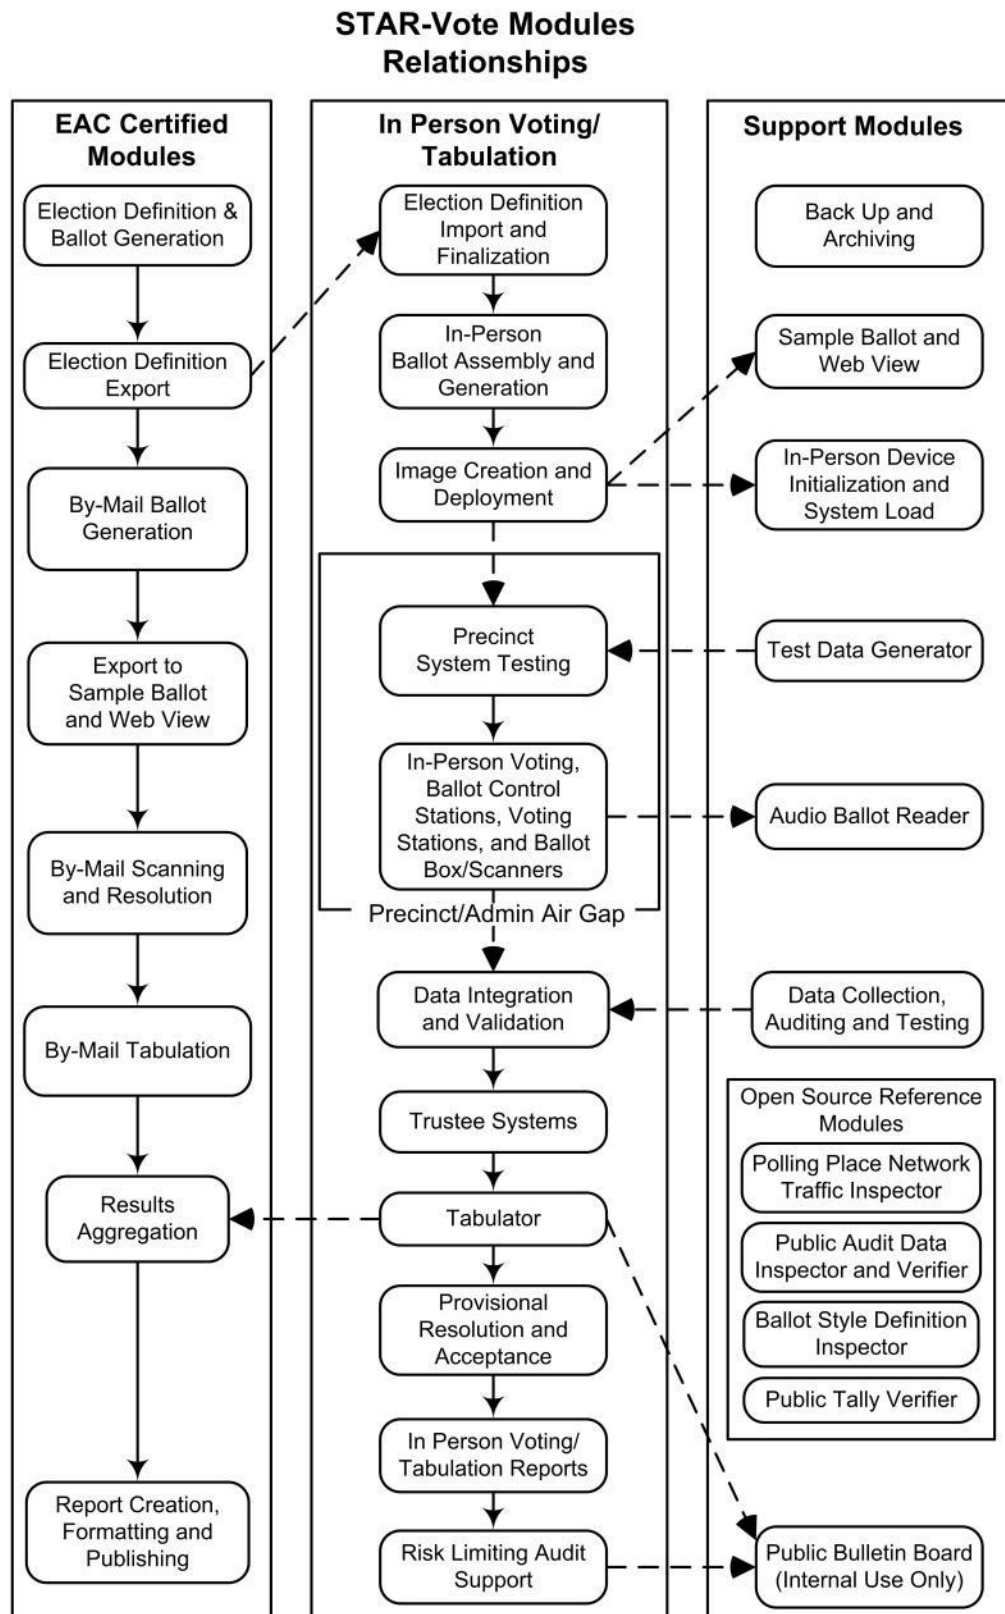 STAR-Vote Modules
Relationships
EAC Certified
Modules
Election Definition &
Ballot Generation
Election Definition
Export
By-Mail Ballot
Generation
Export to
Sample Ballot
and Web View
By-Mail Scanning
and Resolution
By-Mail Tabulation
Results
Aggregation
Report Creation,
Formatting and
Publishing
In Person Voting/
Tabulation
Election Definition
Import and
Finalization
In-Person
Ballot Assembly and
Generation
Image Creation and
Deployment
Precinct
System Testing
In-Person Voting,
Ballot Control
Stations, Voting
Stations, and Ballot
Box/Scanners
Precinct/Admin Air Gap
Data Integration
and Validation
Trustee Systems
Tabulator
Provisional
Resolution and
Acceptance
In Person Voting/
Tabulation Reports
Risk Limiting Audit
Support
Support Modules
Back Up and
Archiving
Sample Ballot and
Web View
In-Person Device
Initialization and
System Load
Test Data Generator
Audio Ballot Reader
Data Collection,
Auditing and Testing
Open Source Reference
Modules
Polling Place Network
Traffic Inspector
Public Audit Data
Inspector and Verifier
Ballot Style Definition
Inspector
Public Tally Verifier
Public Bulletin Board
(Internal Use Only)